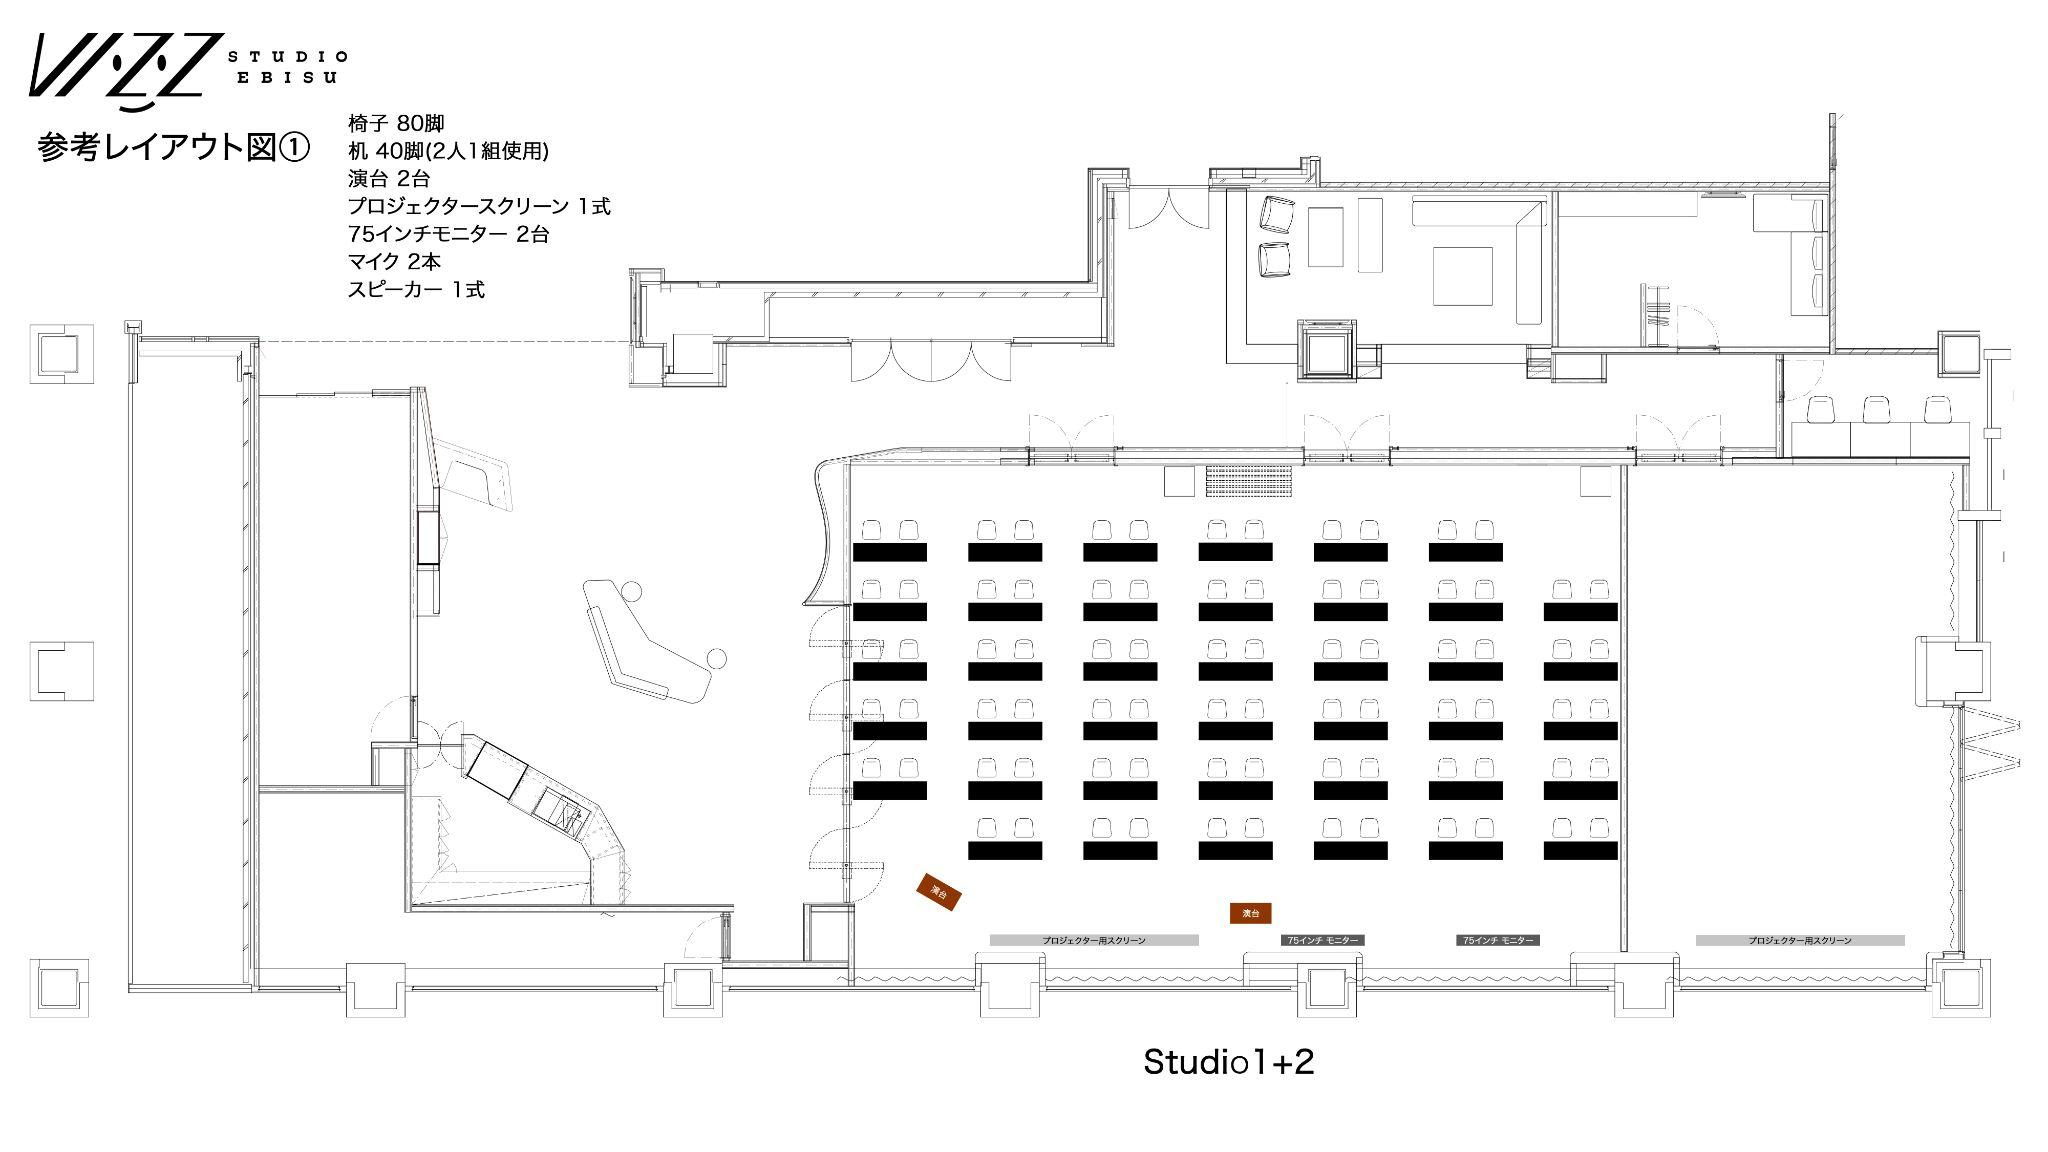 VIZZ STUDIO
EBISU
参考レイアウト図①
椅子 80脚
机 40脚(2人1組使用)
演台 2台
プロジェクタースクリーン 1式
75インチモニター 2台
マイク 2本
スピーカー 1式
演台
演台
プロジェクター用スクリーン
75インチ モニター
75インチ モニター
プロジェクター用スクリーン
Studio1+2